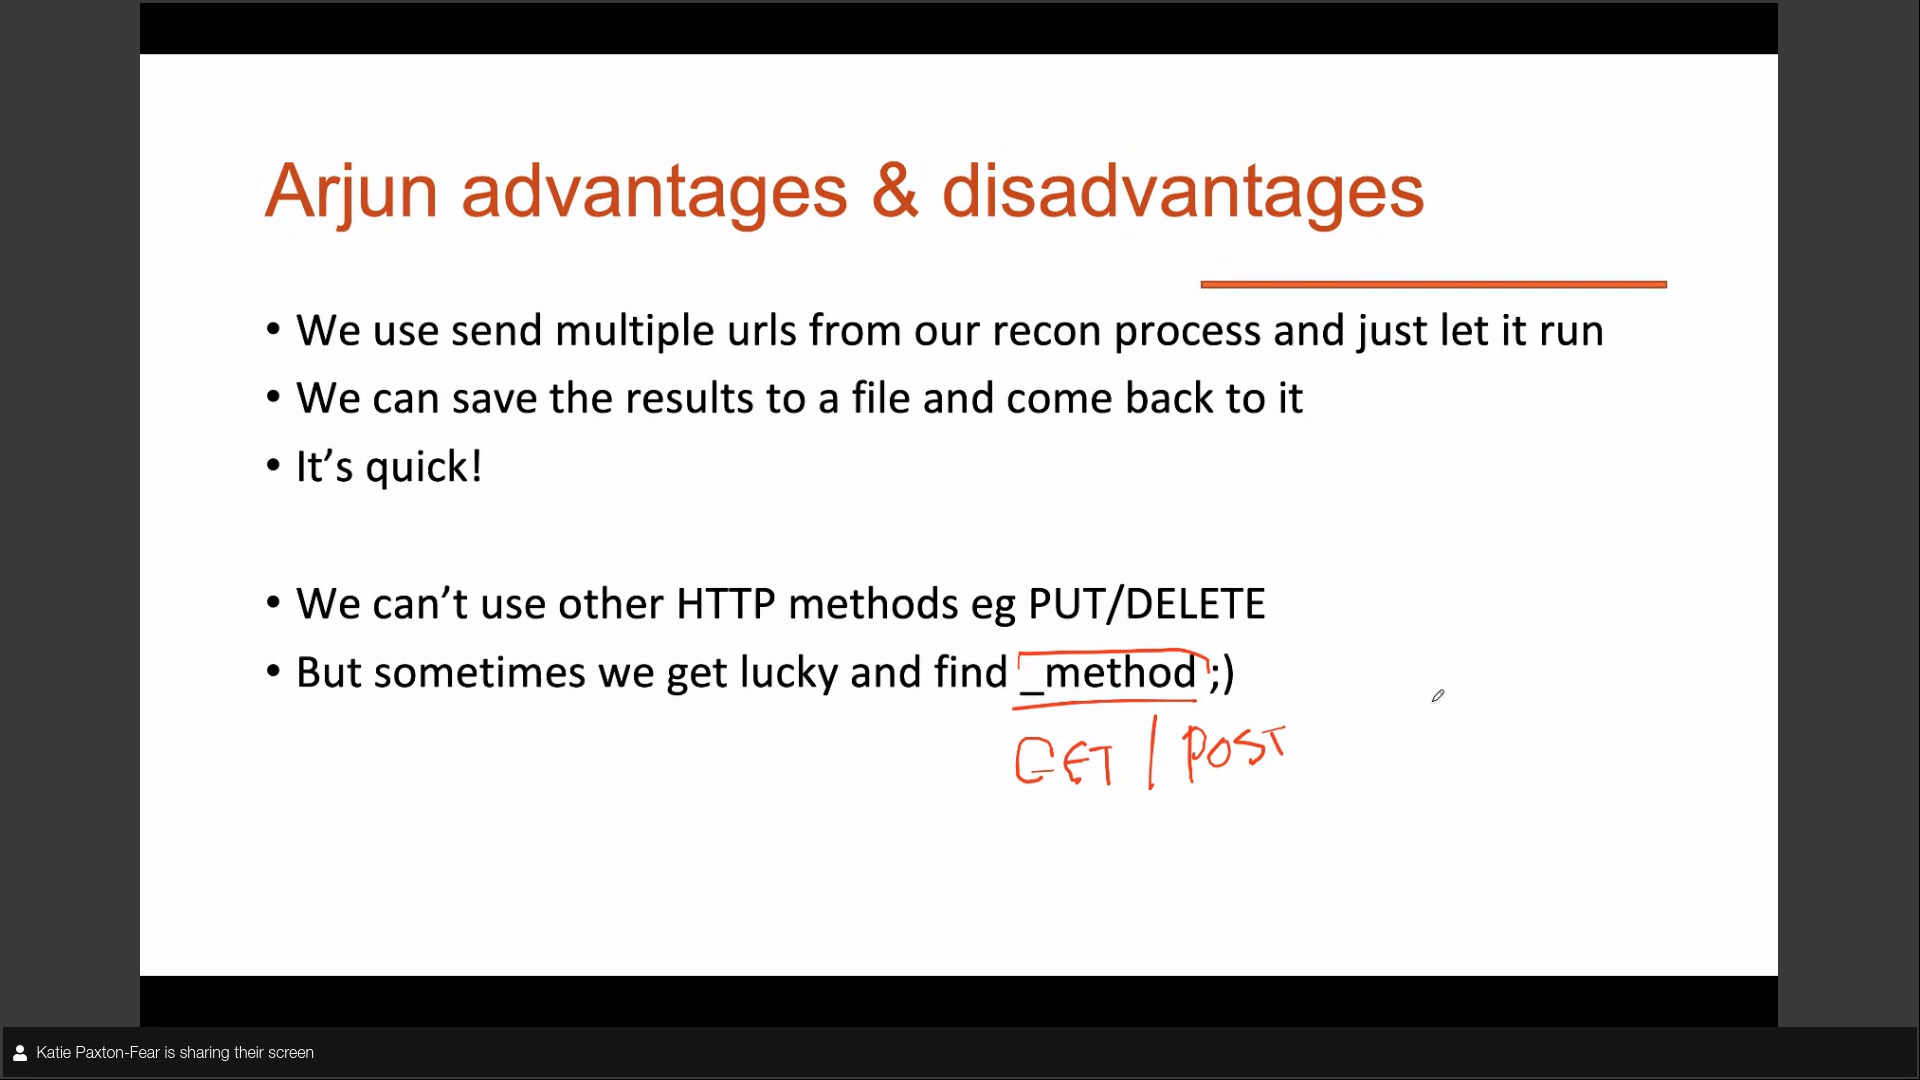 Arjun advantages & disadvantages
• We use send multiple urls from our recon process and just let it run
• We can save the results to a file and come back to it
• It’s quick!
• We can’t use other HTTP methods eg PUT/DELETE
• But sometimes we get lucky and find _method ;)
GET | POST
Katie Paxton-Fear is sharing their screen